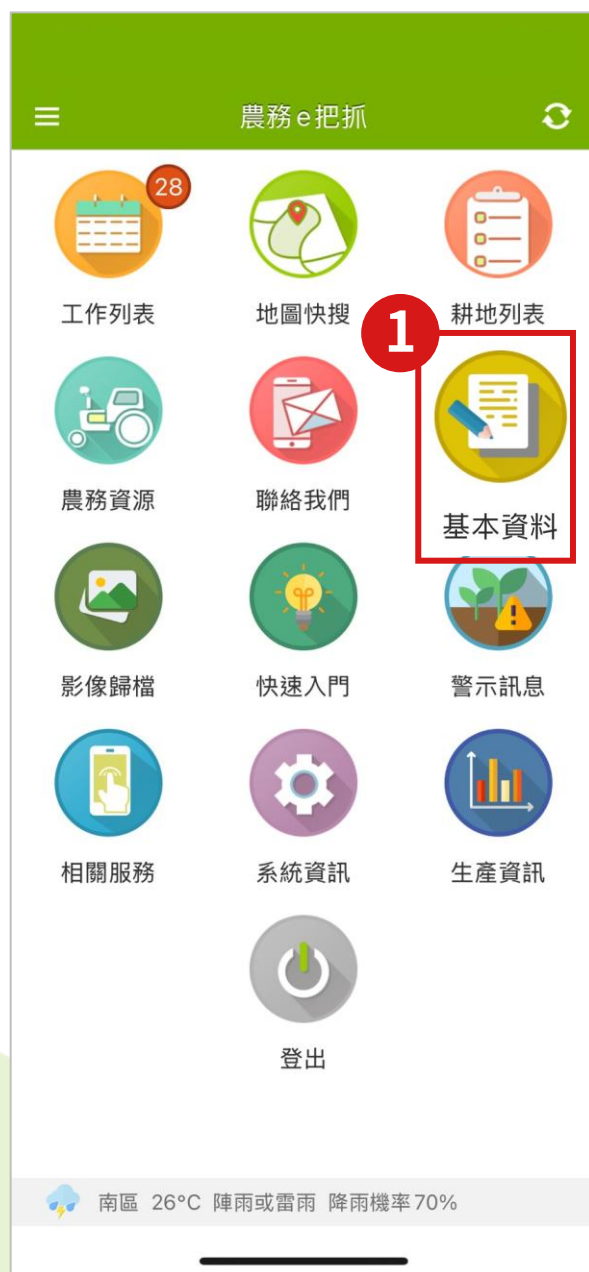 農務e把抓
28
工作列表 地圖快搜 耕地列表
1
農務資源 聯絡我們 基本資料
影像歸檔 快速入門 警示訊息
相關服務 系統資訊 生產資訊
登出
南區 26°C 陣雨或雷雨 降雨機率70%